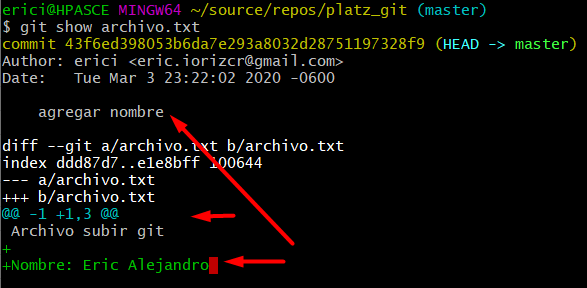 erici@HPASCE MINGW64 ~/source/repos/platz_git (master)
$ git show archivo.txt
commit 43f6ed398053b6da7e293a8032d28751197328f9 (HEAD -> master)
Author: erici <eric.iorizcr@gmail.com>
Date:   Tue Mar 3 23:22:02 2020 -0600
    agregar nombre
diff --git a/archivo.txt b/archivo.txt
index ddd87d7..e1e8bff 100644
--- a/archivo.txt
+++ b/archivo.txt
@@ -1 +1,3 @@
 Archivo subir git
+
+Nombre: Eric Alejandro